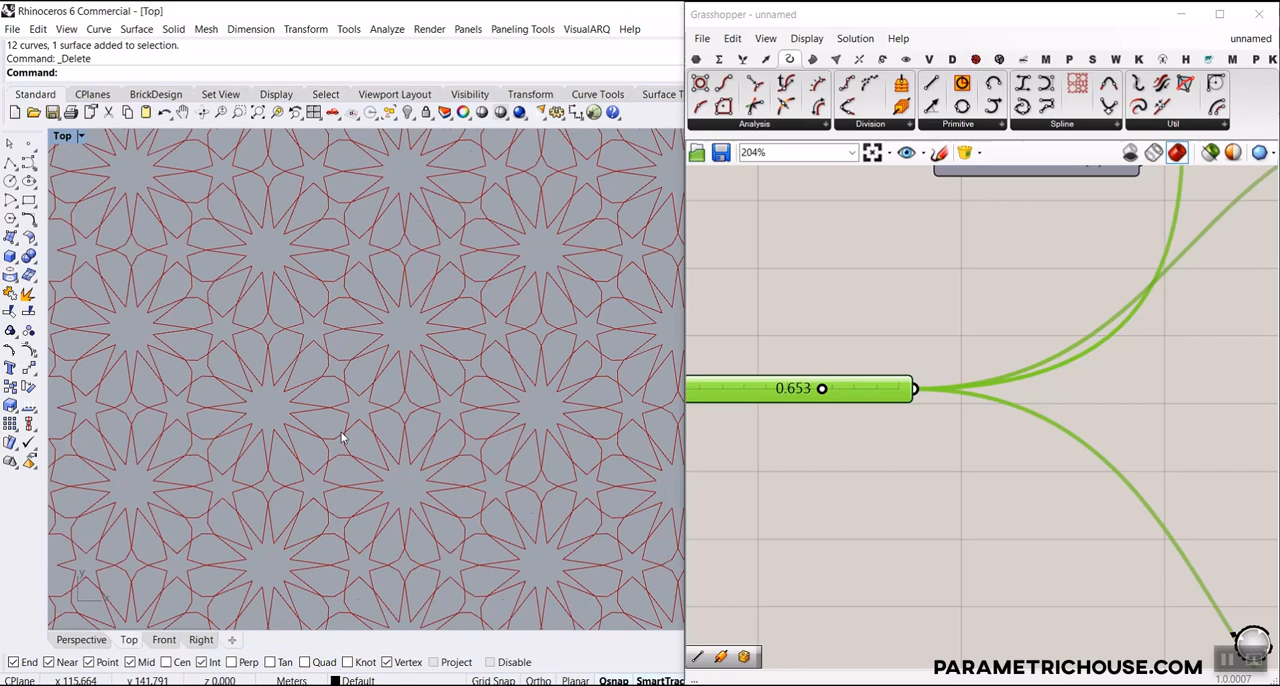 Rhinoceros 6 Commercial - [Top]
File Edit View Curve Surface Solid Mesh Dimension Transform Tools Analyze Render Panels Paneling Tools VisualARQ Help
12 curves, 1 surface added to selection.
Command: _Delete
Command:
Standard CPlanes BrickDesign Set View Display Select Viewport Layout Visibility Transform Curve Tools Surface T
Top
y
x
Perspective Top Front Right
End Near Point Mid Cen Int Perp Tan Quad Knot Vertex Project Disable
CPlane x 115.664 y 141.791 z 0.000 Meters Default Grid Snap Ortho Planar Osnap SmartTrac
Grasshopper - unnamed
File Edit View Display Solution Help unnamed
V D M P S W K H M P K
Analysis Division Primitive Spline Util
204%
0.653
PARAMETRICHOUSE.COM
1.0.0007